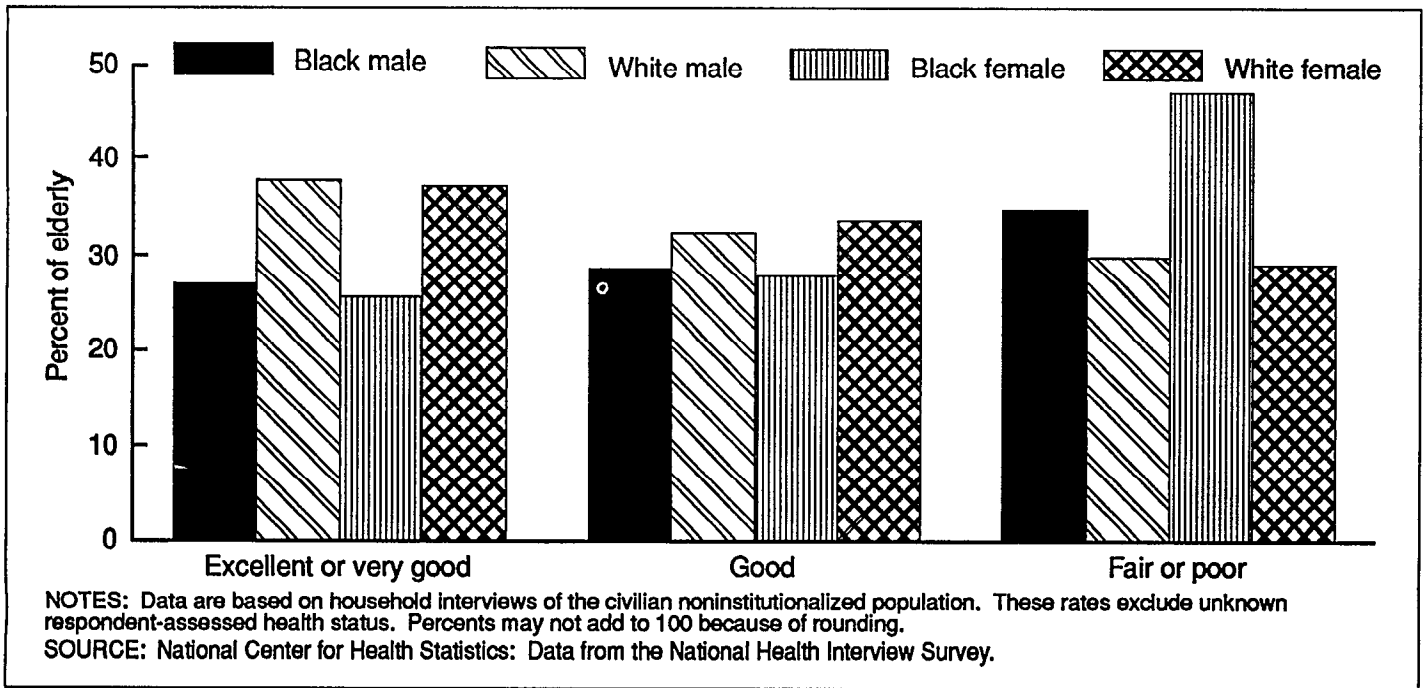 50
Black male
White male
Black female
White female
40
30
20
10
0
Percent of elderly
Excellent or very good
Good
Fair or poor
NOTES: Data are based on household interviews of the civilian noninstitutionalized population. These rates exclude unknown
respondent-assessed health status. Percents may not add to 100 because of rounding.
SOURCE: National Center for Health Statistics: Data from the National Health Interview Survey.